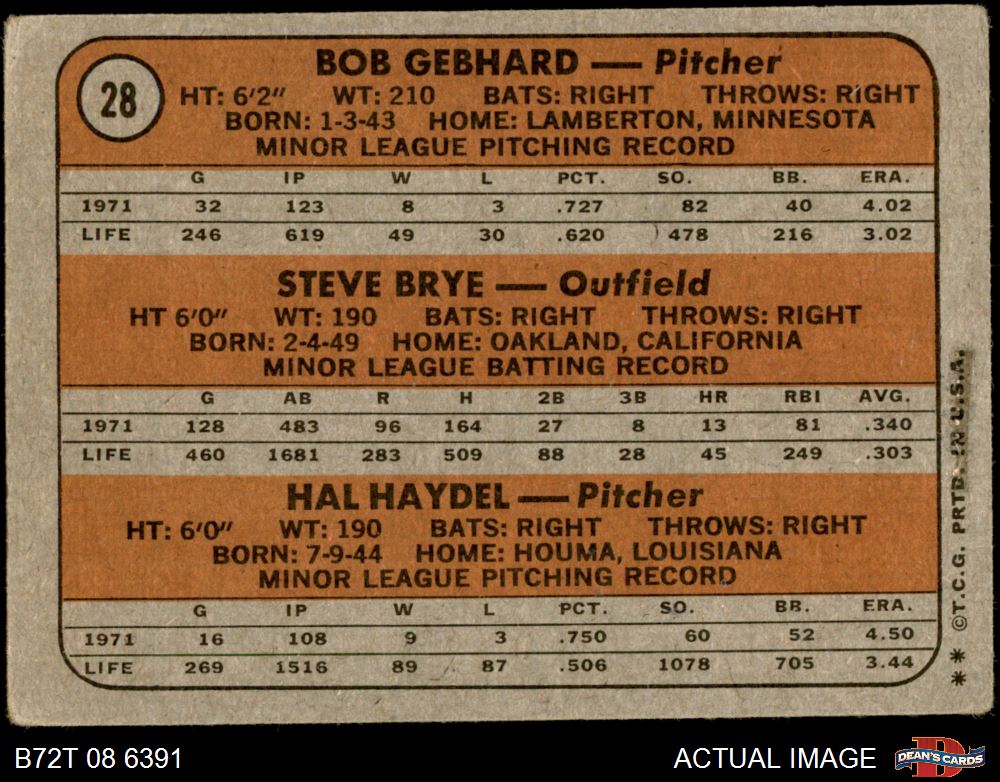 28
BOB GEBHARD — Pitcher
HT: 6'2" WT: 210 BATS: RIGHT THROWS: RIGHT
BORN: 1-3-43 HOME: LAMBERTON, MINNESOTA
MINOR LEAGUE PITCHING RECORD
G IP W L PCT. SO. BB. ERA.
1971 32 123 8 3 .727 82 40 4.02
LIFE 246 619 49 30 .620 478 216 3.02
STEVE BRYE — Outfield
HT 6'0" WT: 190 BATS: RIGHT THROWS: RIGHT
BORN: 2-4-49 HOME: OAKLAND, CALIFORNIA
MINOR LEAGUE BATTING RECORD
G AB R H 2B 3B HR RBI AVG.
1971 128 483 96 164 27 8 13 81 .340
LIFE 460 1681 283 509 88 28 45 249 .303
HAL HAYDEL — Pitcher
HT: 6'0" WT: 190 BATS: RIGHT THROWS: RIGHT
BORN: 7-9-44 HOME: HOUMA, LOUISIANA
MINOR LEAGUE PITCHING RECORD
G IP W L PCT. SO. BB. ERA.
1971 16 108 9 3 .750 60 52 4.50
LIFE 269 1516 89 87 .506 1078 705 3.44
** ©T.C.G. PRTD. IN U.S.A.
B72T 08 6391
ACTUAL IMAGE
D
DEAN'S CARDS